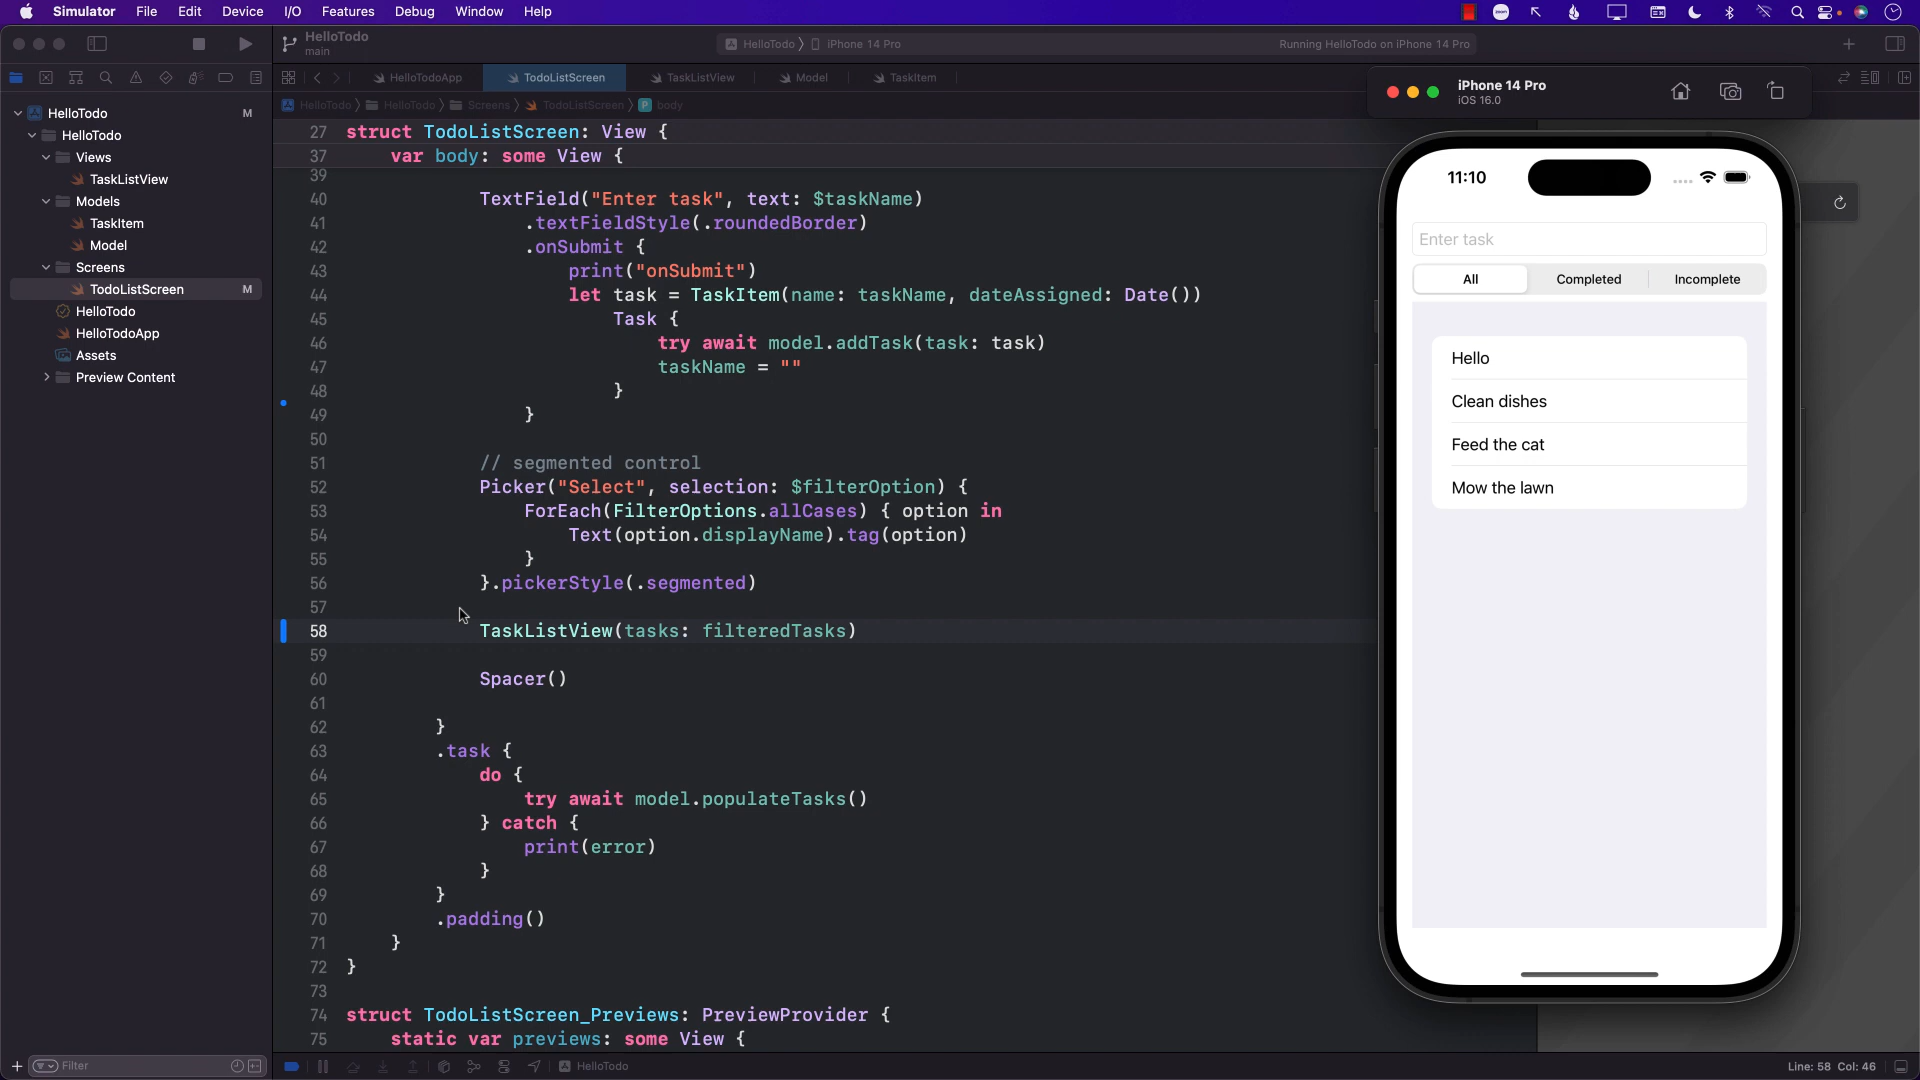 Simulator File Edit Device I/O Features Debug Window Help
HelloTodo
main
HelloTodo iPhone 14 Pro
Running HelloTodo on iPhone 14 Pro
HelloTodoApp TodoListScreen TaskListView Model TaskItem
HelloTodo HelloTodo Screens TodoListScreen body
HelloTodo M
HelloTodo
Views
TaskListView
Models
TaskItem
Model
Screens
TodoListScreen M
HelloTodo
HelloTodoApp
Assets
Preview Content
Filter
27 struct TodoListScreen: View {
37 var body: some View {
39
40 TextField("Enter task", text: $taskName)
41 .textFieldStyle(.roundedBorder)
42 .onSubmit {
43 print("onSubmit")
44 let task = TaskItem(name: taskName, dateAssigned: Date())
45 Task {
46 try await model.addTask(task: task)
47 taskName = ""
48 }
49 }
50
51 // segmented control
52 Picker("Select", selection: $filterOption) {
53 ForEach(FilterOptions.allCases) { option in
54 Text(option.displayName).tag(option)
55 }
56 }.pickerStyle(.segmented)
57
58 TaskListView(tasks: filteredTasks)
59
60 Spacer()
61
62 }
63 .task {
64 do {
65 try await model.populateTasks()
66 } catch {
67 print(error)
68 }
69 }
70 .padding()
71 }
72 }
73
74 struct TodoListScreen_Previews: PreviewProvider {
75 static var previews: some View {
HelloTodo
Line: 58 Col: 46
iPhone 14 Pro
iOS 16.0
11:10
Enter task
All Completed Incomplete
Hello
Clean dishes
Feed the cat
Mow the lawn